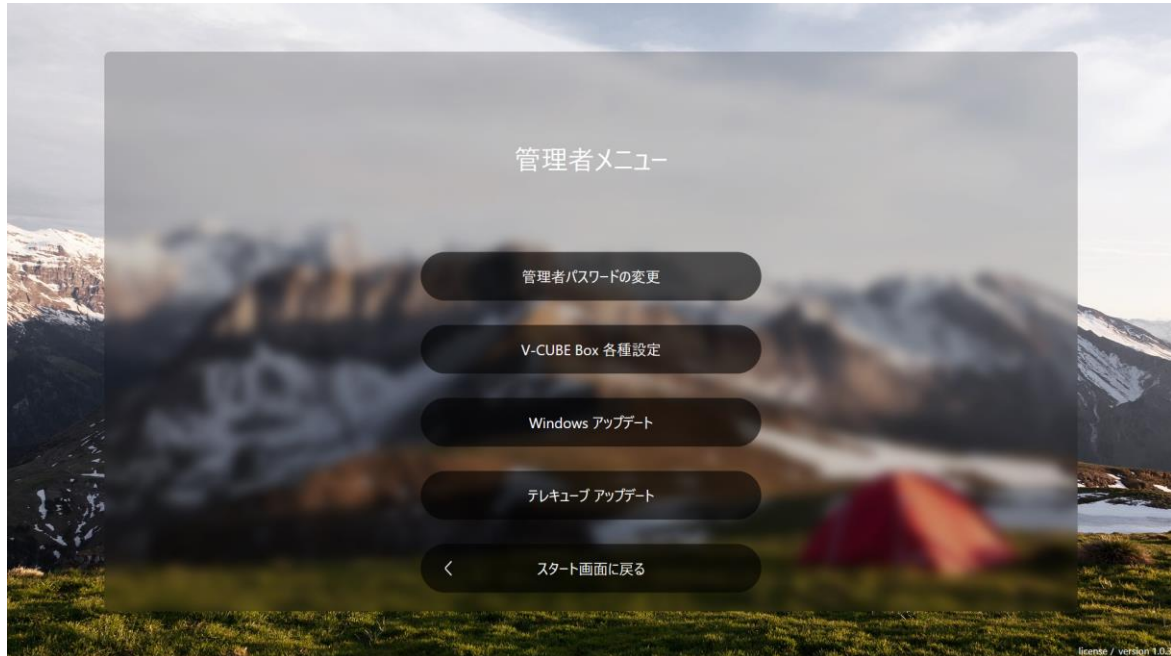 管理者メニュー
管理者パスワードの変更
V-CUBE Box 各種設定
Windows アップデート
テレキューブ アップデート
スタート画面に戻る
license / version 1.0.